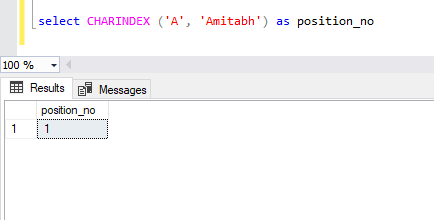 select CHARINDEX ('A', 'Amitabh') as position_no
100 %
Results
Messages
position_no
1
1